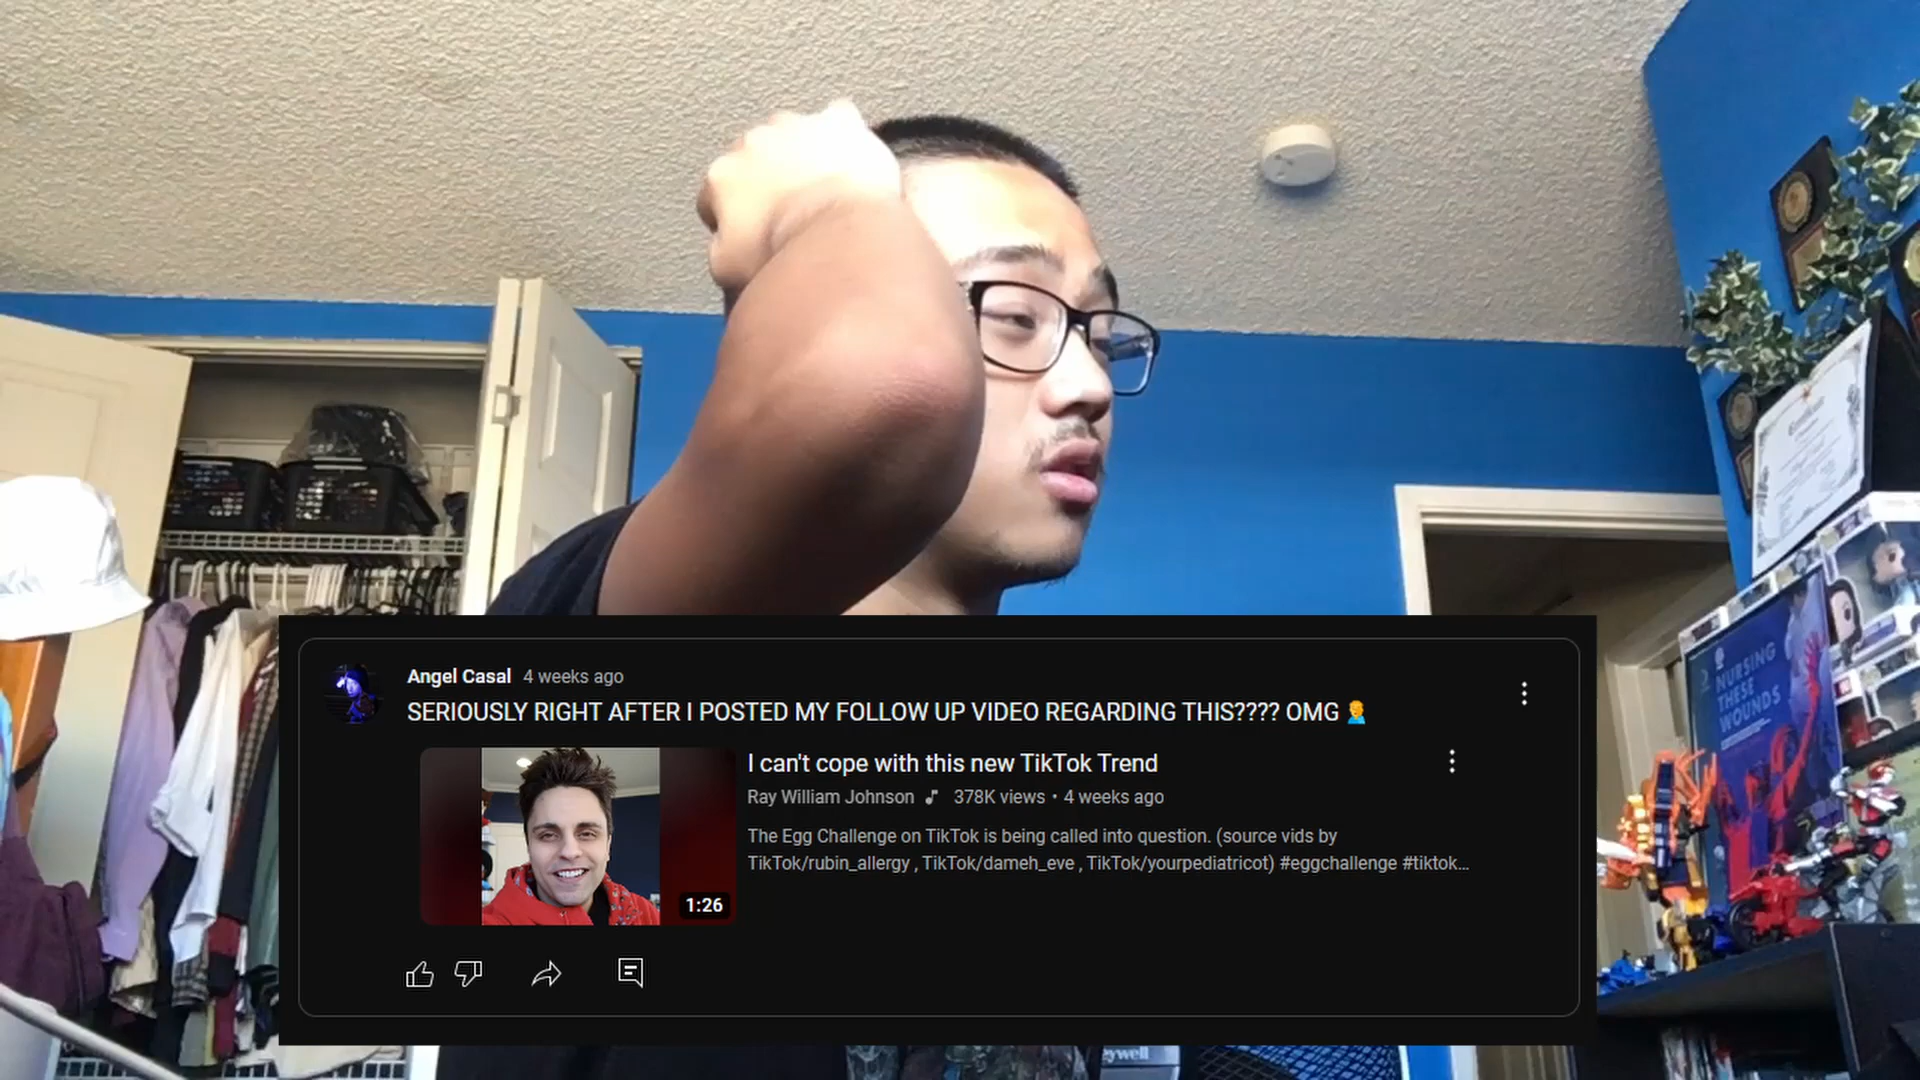 Angel Casal 4 weeks ago
SERIOUSLY RIGHT AFTER I POSTED MY FOLLOW UP VIDEO REGARDING THIS???? OMG 🤦‍♂️
I can't cope with this new TikTok Trend
Ray William Johnson 378K views • 4 weeks ago
The Egg Challenge on TikTok is being called into question. (source vids by
TikTok/rubin_allergy , TikTok/dameh_eve , TikTok/yourpediatricot) #eggchallenge #tiktok...
1:26
NURSING
THESE
WOUNDS
eywell